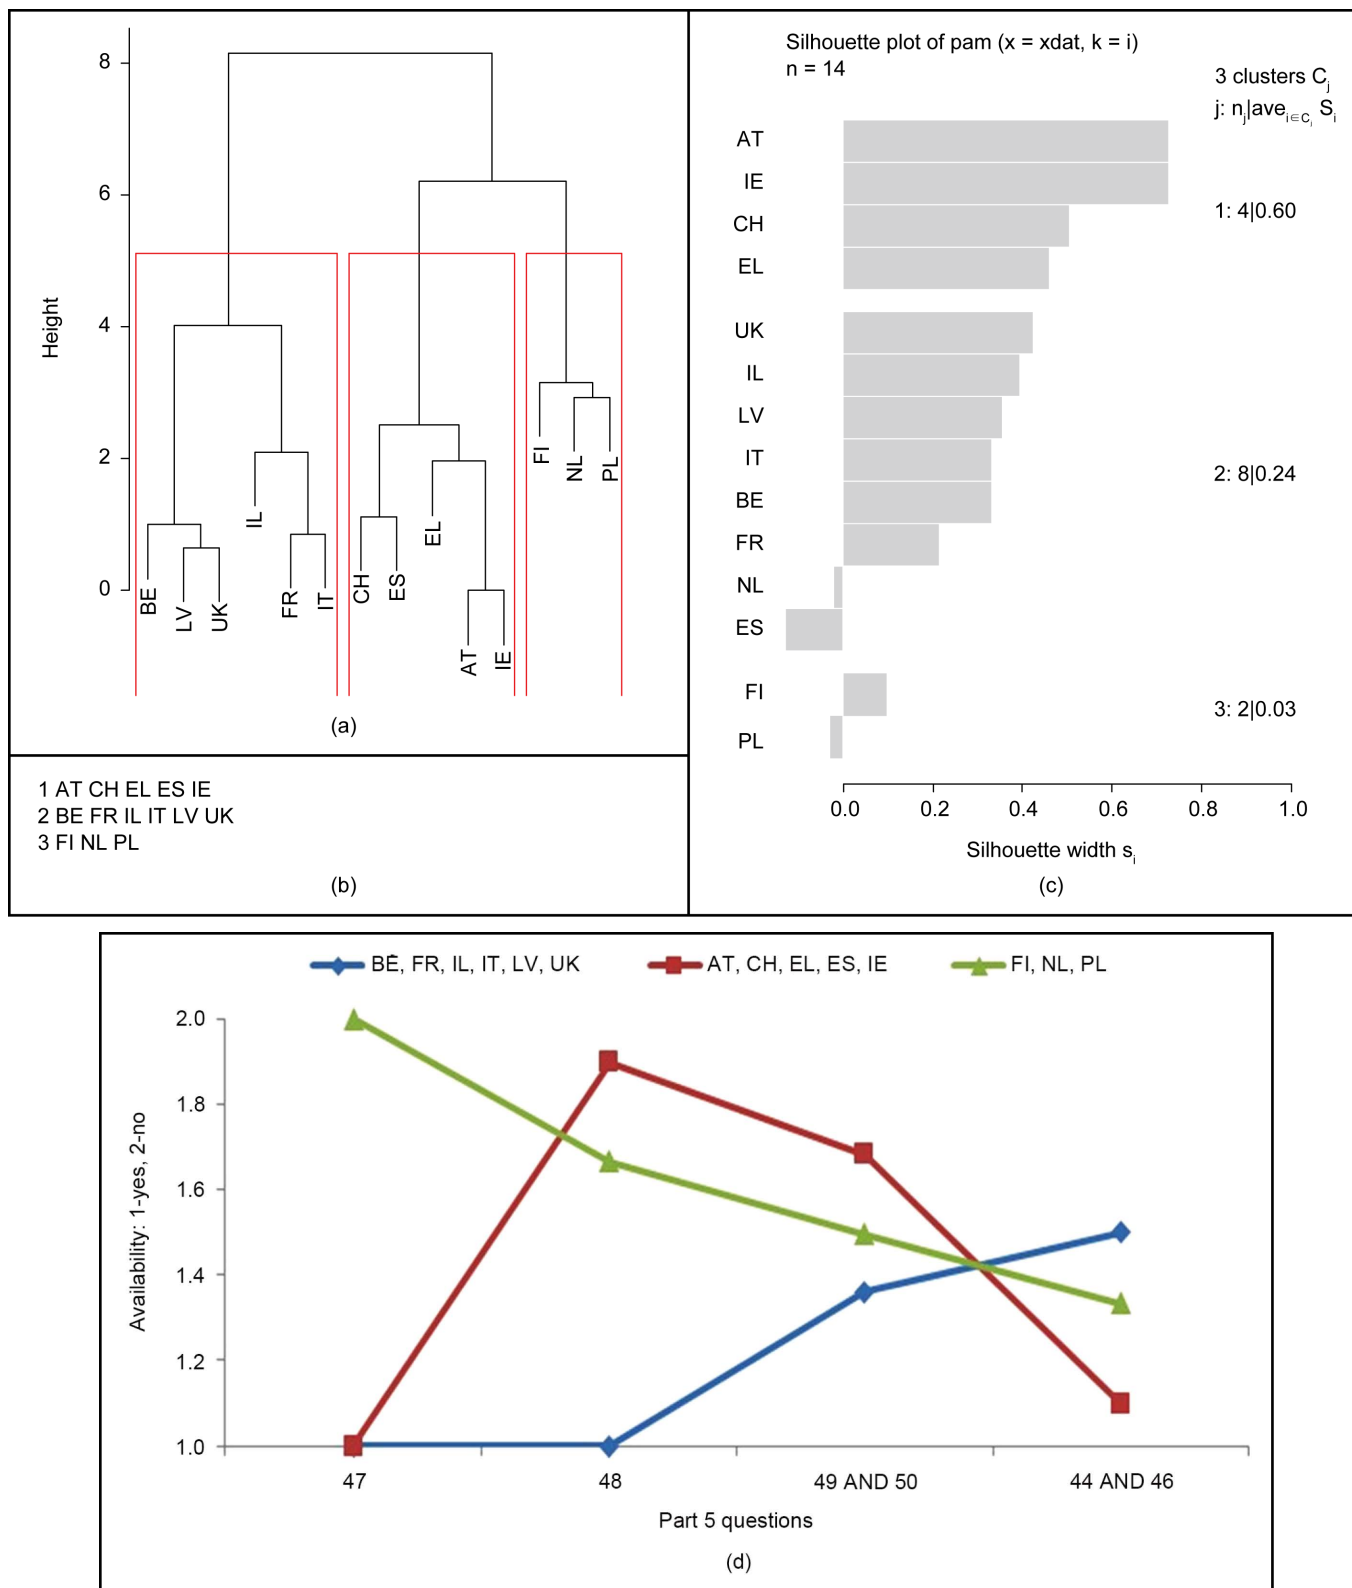 8
6
4
2
0
Height
BE
LV
UK
IL
FR
IT
CH
ES
EL
AT
IE
FI
NL
PL
(a)
1 AT CH EL ES IE
2 BE FR IL IT LV UK
3 FI NL PL
(b)
Silhouette plot of pam (x = xdat, k = i)
n = 14
3 clusters Cj
j: nj|ave i∈Cj Si
AT
IE
CH
EL
1: 4|0.60
UK
IL
LV
IT
BE
FR
NL
ES
2: 8|0.24
FI
PL
3: 2|0.03
0.0 0.2 0.4 0.6 0.8 1.0
Silhouette width si
(c)
BE, FR, IL, IT, LV, UK
AT, CH, EL, ES, IE
FI, NL, PL
2.0
1.8
1.6
1.4
1.2
1.0
Availability: 1-yes, 2-no
47 48 49 AND 50 44 AND 46
Part 5 questions
(d)